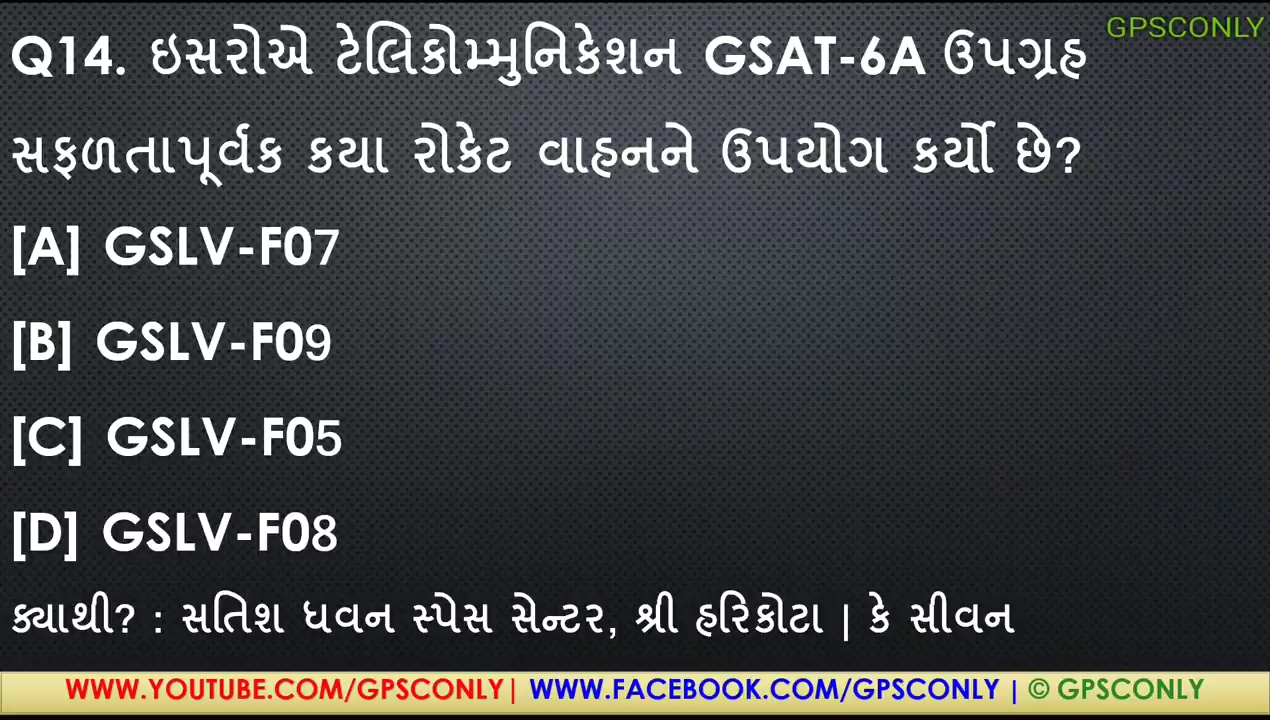 GPSCONLY
Q14. ઇસરોએ ટેલિકોમ્મુનિકેશન GSAT-6A ઉપગ્રહ
સફળતાપૂર્વક કયા રોકેટ વાહનને ઉપયોગ કર્યો છે?
[A] GSLV-F07
[B] GSLV-F09
[C] GSLV-F05
[D] GSLV-F08
ક્યાથી? : સતિશ ધવન સ્પેસ સેન્ટર, શ્રી હરિકોટા | કે સીવન
WWW.YOUTUBE.COM/GPSCONLY | WWW.FACEBOOK.COM/GPSCONLY | © GPSCONLY